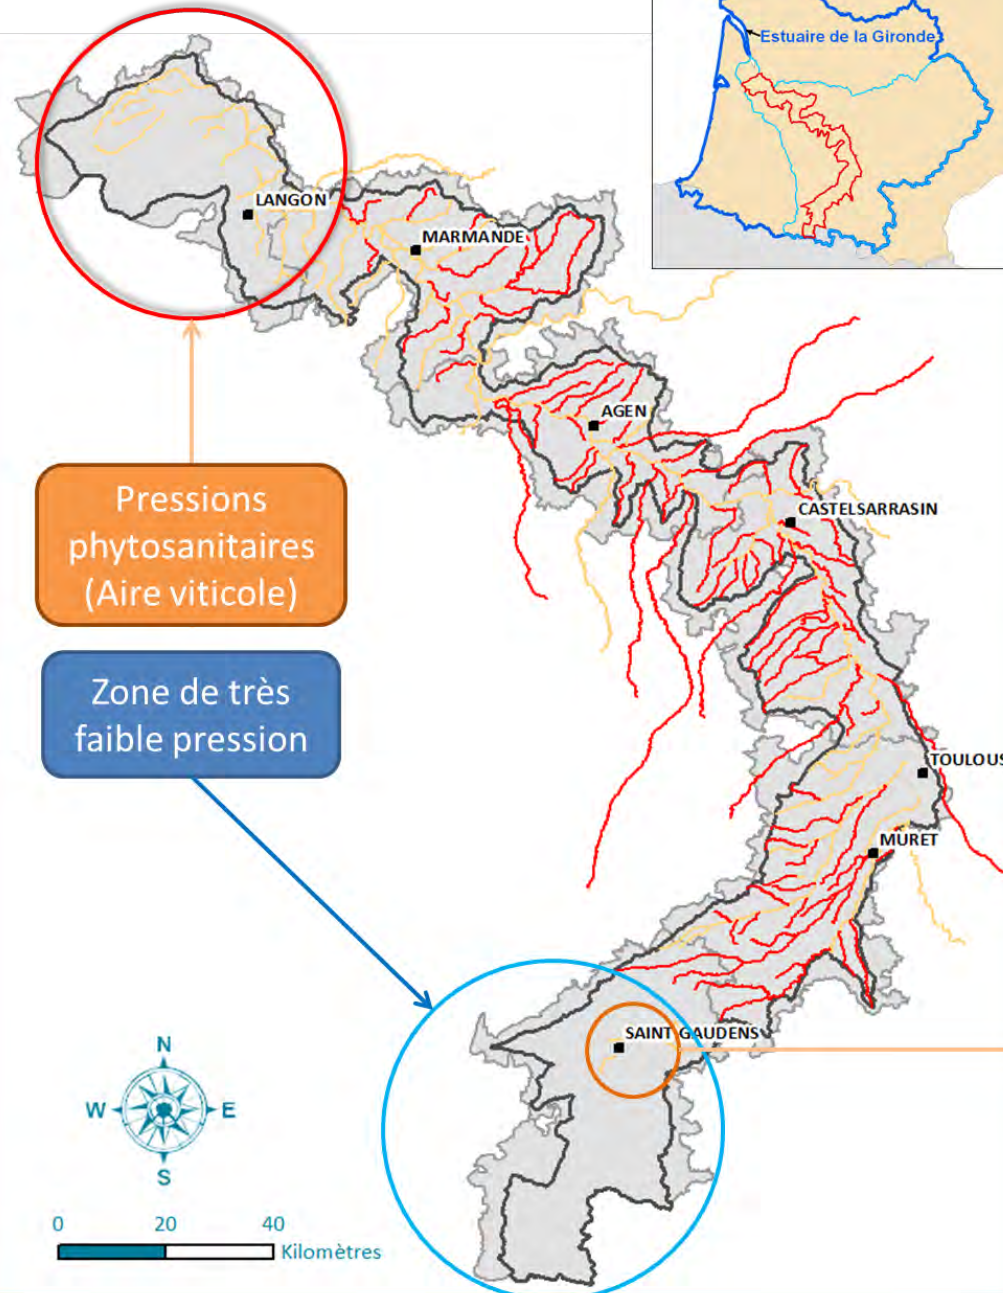 Estuaire de la Gironde
LANGON
MARMANDE
AGEN
Pressions
phytosanitaires
(Aire viticole)
CASTELSARRASIN
Zone de très
faible pression
TOULOUS
MURET
SAINT GAUDENS
N
W
E
S
0 20 40
Kilomètres